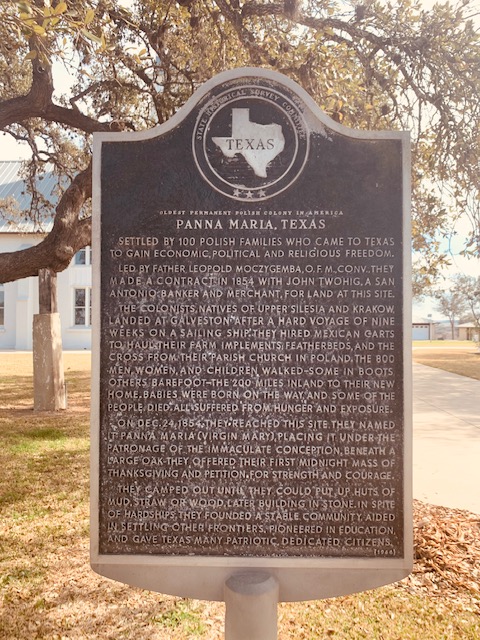 STATE HISTORICAL SURVEY COMMITTEE
TEXAS
OLDEST PERMANENT POLISH COLONY IN AMERICA
PANNA MARIA, TEXAS
SETTLED BY 100 POLISH FAMILIES WHO CAME TO TEXAS
TO GAIN ECONOMIC, POLITICAL AND RELIGIOUS FREEDOM.
LED BY FATHER LEOPOLD MOCZYGEMBA, O.F.M. CONV. THEY
MADE A CONTRACT IN 1854 WITH JOHN TWOHIG, A SAN
ANTONIO BANKER AND MERCHANT, FOR LAND AT THIS SITE.
THE COLONISTS, NATIVES OF UPPER SILESIA AND KRAKOW,
LANDED AT GALVESTON AFTER A HARD VOYAGE OF NINE
WEEKS ON A SAILING SHIP. THEY HIRED MEXICAN CARTS
TO HAUL THEIR FARM IMPLEMENTS, FEATHERBEDS, AND THE
CROSS FROM THEIR PARISH CHURCH IN POLAND. THE 800
MEN, WOMEN, AND CHILDREN WALKED—SOME IN BOOTS,
OTHERS BAREFOOT—THE 200 MILES INLAND TO THEIR NEW
HOME. BABIES WERE BORN ON THE WAY, AND SOME OF THE
PEOPLE DIED. ALL SUFFERED FROM HUNGER AND EXPOSURE.
ON DEC. 24, 1854, THEY REACHED THIS SITE. THEY NAMED
IT PANNA MARIA (VIRGIN MARY), PLACING IT UNDER THE
PATRONAGE OF THE IMMACULATE CONCEPTION. BENEATH A
LARGE OAK THEY OFFERED THEIR FIRST MIDNIGHT MASS OF
THANKSGIVING AND PETITION, FOR STRENGTH AND COURAGE.
THEY CAMPED OUT UNTIL THEY COULD PUT UP HUTS OF
MUD, STRAW OR WOOD, LATER BUILDING IN STONE. IN SPITE
OF HARDSHIPS, THEY FOUNDED A STABLE COMMUNITY, AIDED
IN SETTLING OTHER FRONTIERS, PIONEERED IN EDUCATION,
AND GAVE TEXAS MANY PATRIOTIC, DEDICATED CITIZENS.
(1966)